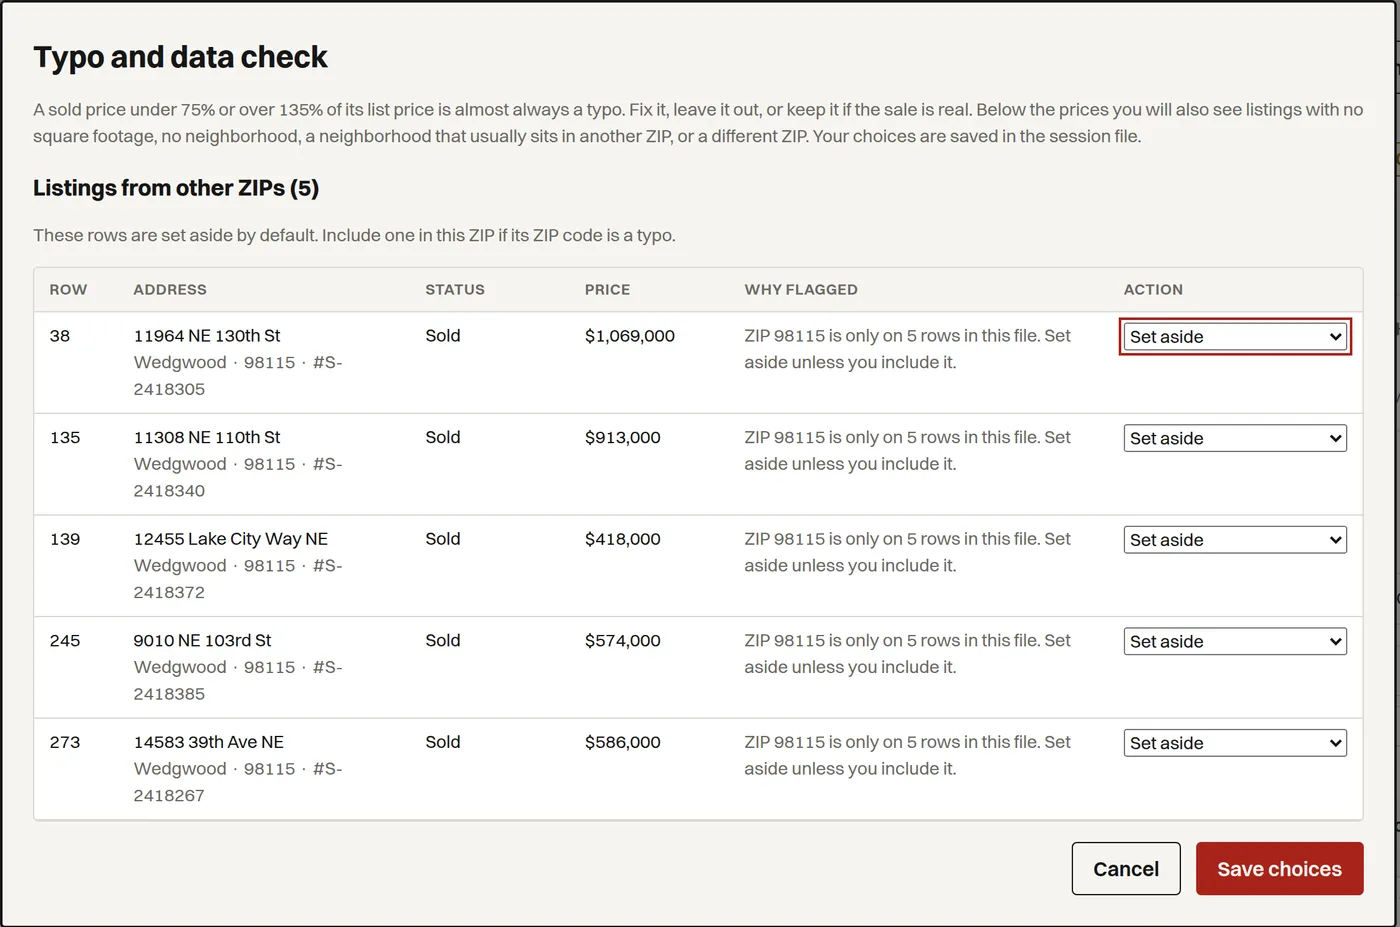 Typo and data check
A sold price under 75% or over 135% of its list price is almost always a typo. Fix it, leave it out, or keep it if the sale is real. Below the prices you will also see listings with no
square footage, no neighborhood, a neighborhood that usually sits in another ZIP, or a different ZIP. Your choices are saved in the session file.
Listings from other ZIPs (5)
These rows are set aside by default. Include one in this ZIP if its ZIP code is a typo.
ROW ADDRESS STATUS PRICE WHY FLAGGED ACTION
38 11964 NE 130th St Sold $1,069,000 ZIP 98115 is only on 5 rows in this file. Set Set aside
Wedgwood · 98115 · #S- aside unless you include it.
2418305
135 11308 NE 110th St Sold $913,000 ZIP 98115 is only on 5 rows in this file. Set Set aside
Wedgwood · 98115 · #S- aside unless you include it.
2418340
139 12455 Lake City Way NE Sold $418,000 ZIP 98115 is only on 5 rows in this file. Set Set aside
Wedgwood · 98115 · #S- aside unless you include it.
2418372
245 9010 NE 103rd St Sold $574,000 ZIP 98115 is only on 5 rows in this file. Set Set aside
Wedgwood · 98115 · #S- aside unless you include it.
2418385
273 14583 39th Ave NE Sold $586,000 ZIP 98115 is only on 5 rows in this file. Set Set aside
Wedgwood · 98115 · #S- aside unless you include it.
2418267
Cancel Save choices